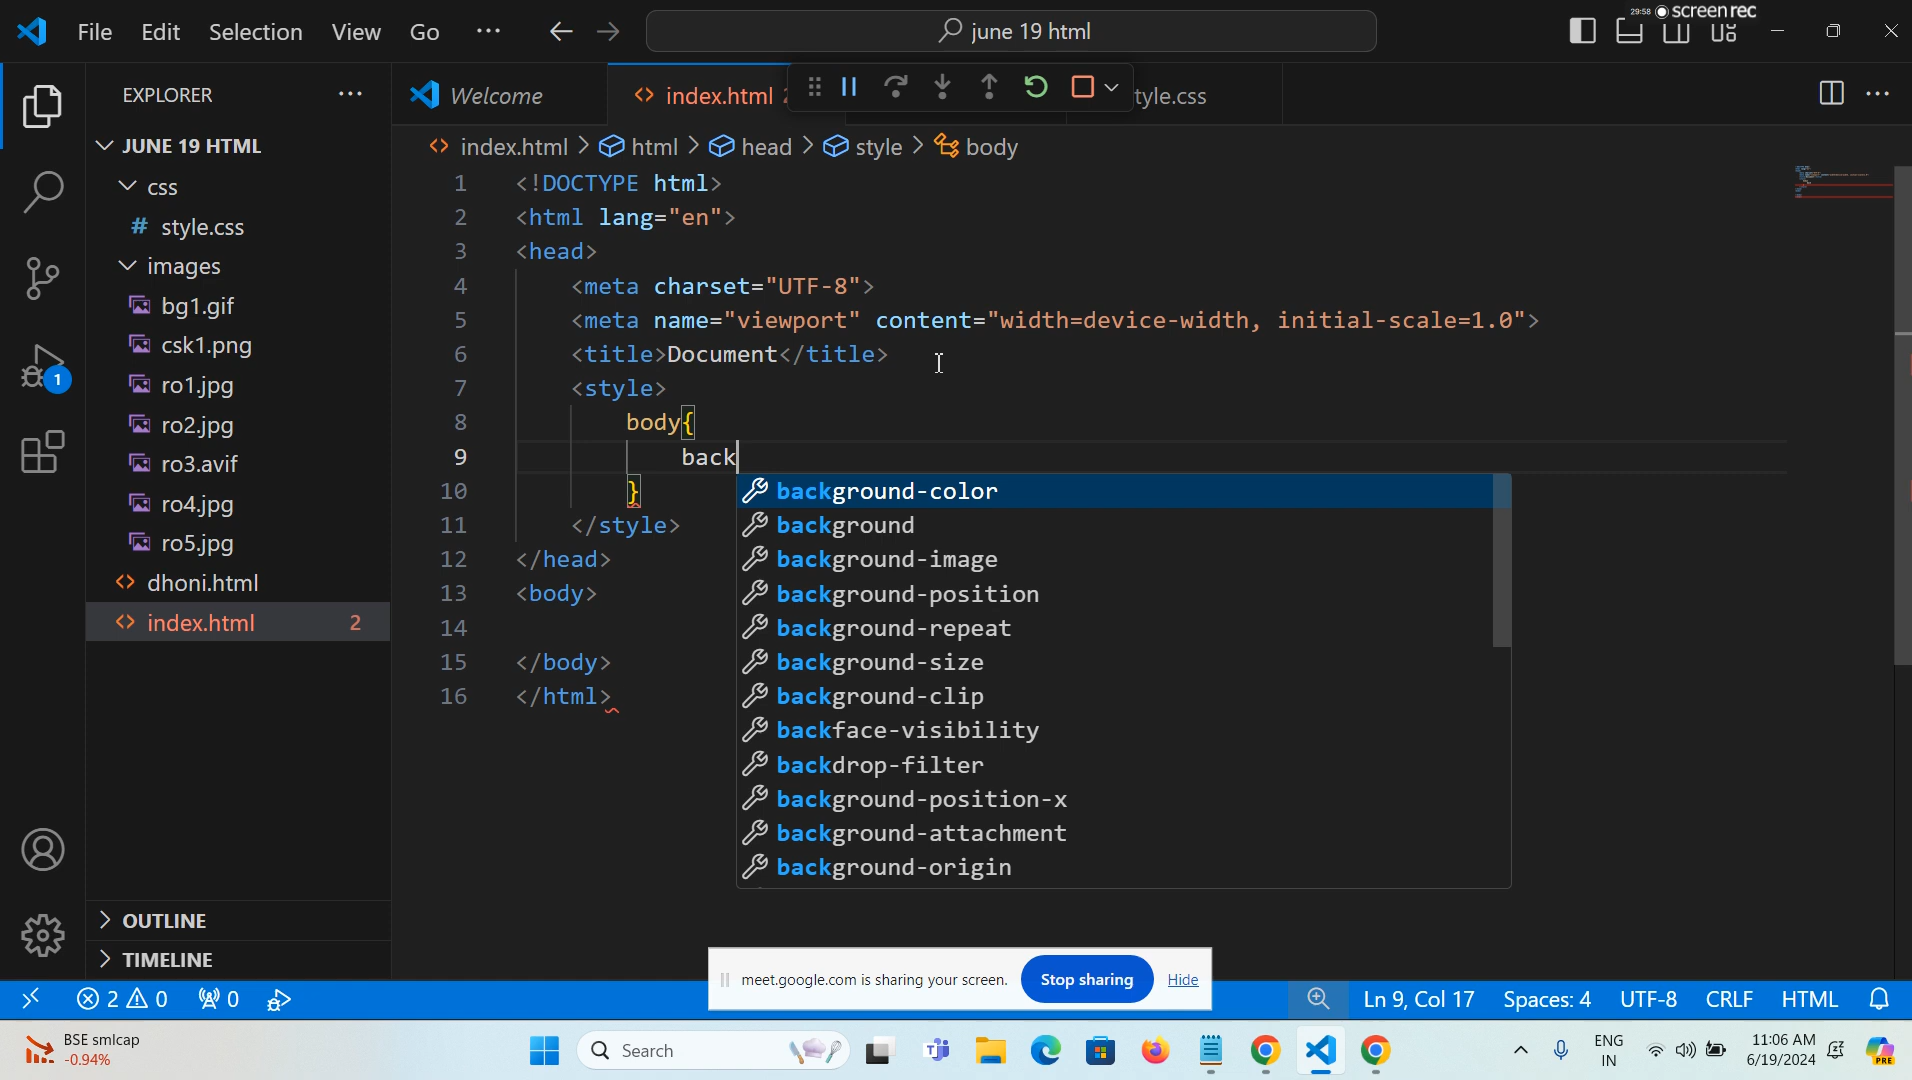 File Edit Selection View Go ··· june 19 html 29:58 screen rec
EXPLORER ···
Welcome index.html 2 tyle.css
index.html > html > head > style > body
JUNE 19 HTML
css
# style.css
images
bg1.gif
csk1.png
ro1.jpg
ro2.jpg
ro3.avif
ro4.jpg
ro5.jpg
dhoni.html
index.html 2
OUTLINE
TIMELINE
1
1 <!DOCTYPE html>
2 <html lang="en">
3 <head>
4 <meta charset="UTF-8">
5 <meta name="viewport" content="width=device-width, initial-scale=1.0">
6 <title>Document</title>
7 <style>
8 body{
9 back
10 }
11 </style>
12 </head>
13 <body>
14
15 </body>
16 </html>
background-color
background
background-image
background-position
background-repeat
background-size
background-clip
backface-visibility
backdrop-filter
background-position-x
background-attachment
background-origin
meet.google.com is sharing your screen. Stop sharing Hide
2 0 0 Ln 9, Col 17 Spaces: 4 UTF-8 CRLF HTML
BSE smlcap
-0.94%
Search
ENG
IN
11:06 AM
6/19/2024
PRE